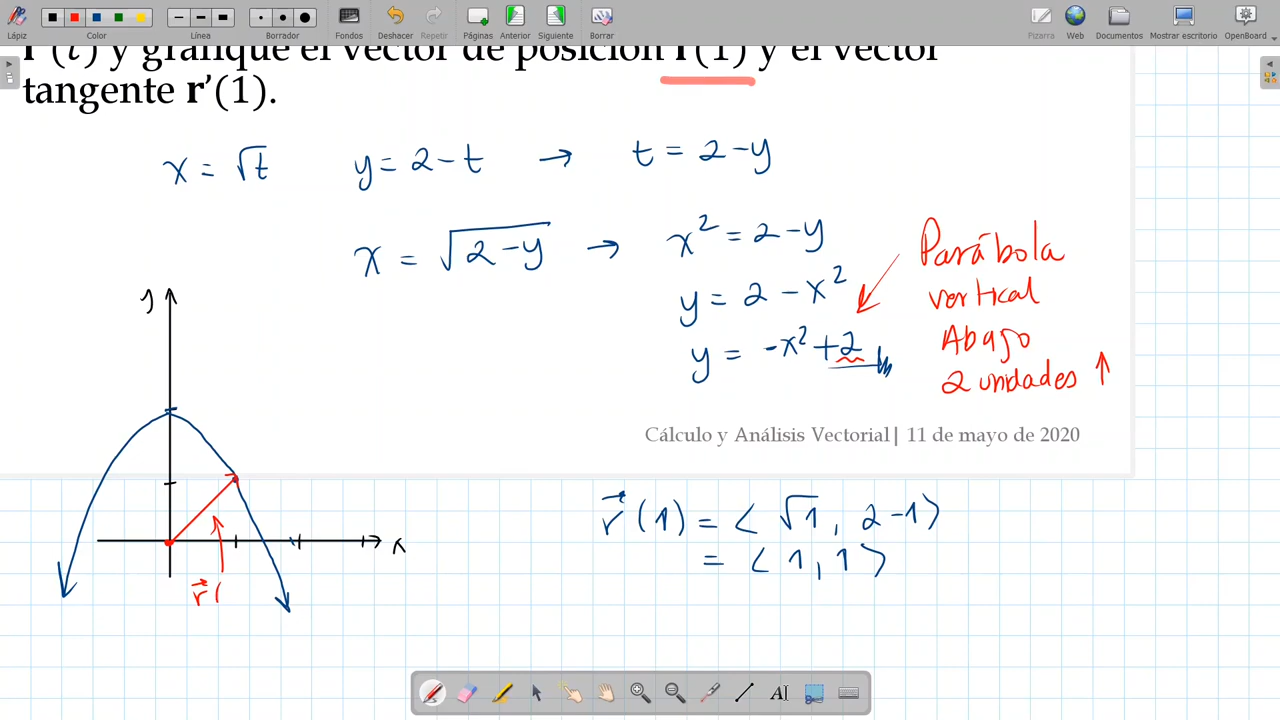 Lápiz Color Línea Borrador Fondos Deshacer Repetir Páginas Anterior Siguiente Borrar Pizarra Web Documentos Mostrar escritorio OpenBoard
r'(t) y grafique el vector de posición r(1) y el vector
tangente r'(1).
x = √t y = 2 - t → t = 2 - y
x = √(2 - y) → x² = 2 - y
y = 2 - x²
y = -x² + 2
Parábola
vertical
Abajo
2 unidades ↑
y
Cálculo y Análisis Vectorial| 11 de mayo de 2020
r⃗(1) = ⟨ √1, 2-1 ⟩
= ⟨ 1, 1 ⟩
x
r⃗(